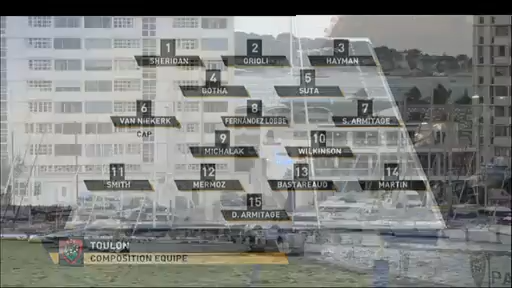 1 2 3
SHERIDAN ORIOLI HAYMAN
4 5
BOTHA SUTA
6 8 7
VAN NIEKERK FERNANDEZ LOBBE S. ARMITAGE
CAP
9 10
MICHALAK WILKINSON
11 12 13 14
SMITH MERMOZ BASTAREAUD MARTIN
15
D. ARMITAGE
TOULON
COMPOSITION EQUIPE
PA